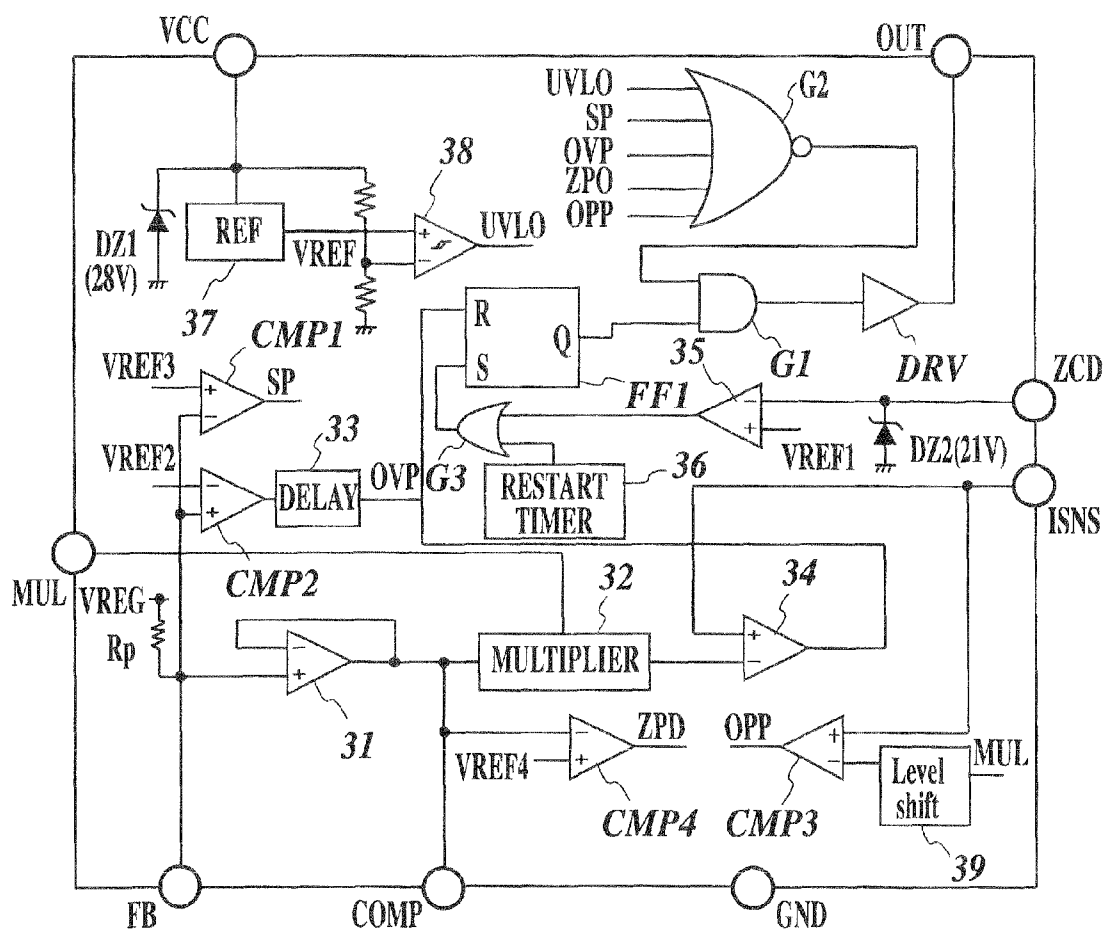 VCC
OUT
UVLO
SP
OVP
ZPO
OPP
G2
38
UVLO
REF
VREF
DZ1
(28V)
37
R
S
Q
G1
DRV
CMP1
VREF3
SP
35
ZCD
FF1
VREF1
DZ2(21V)
33
VREF2
DELAY
OVP
G3
RESTART
TIMER
36
ISNS
MUL
CMP2
VREG
Rp
32
MULTIPLIER
34
31
ZPD
VREF4
CMP4
OPP
CMP3
MUL
Level
shift
39
FB
COMP
GND